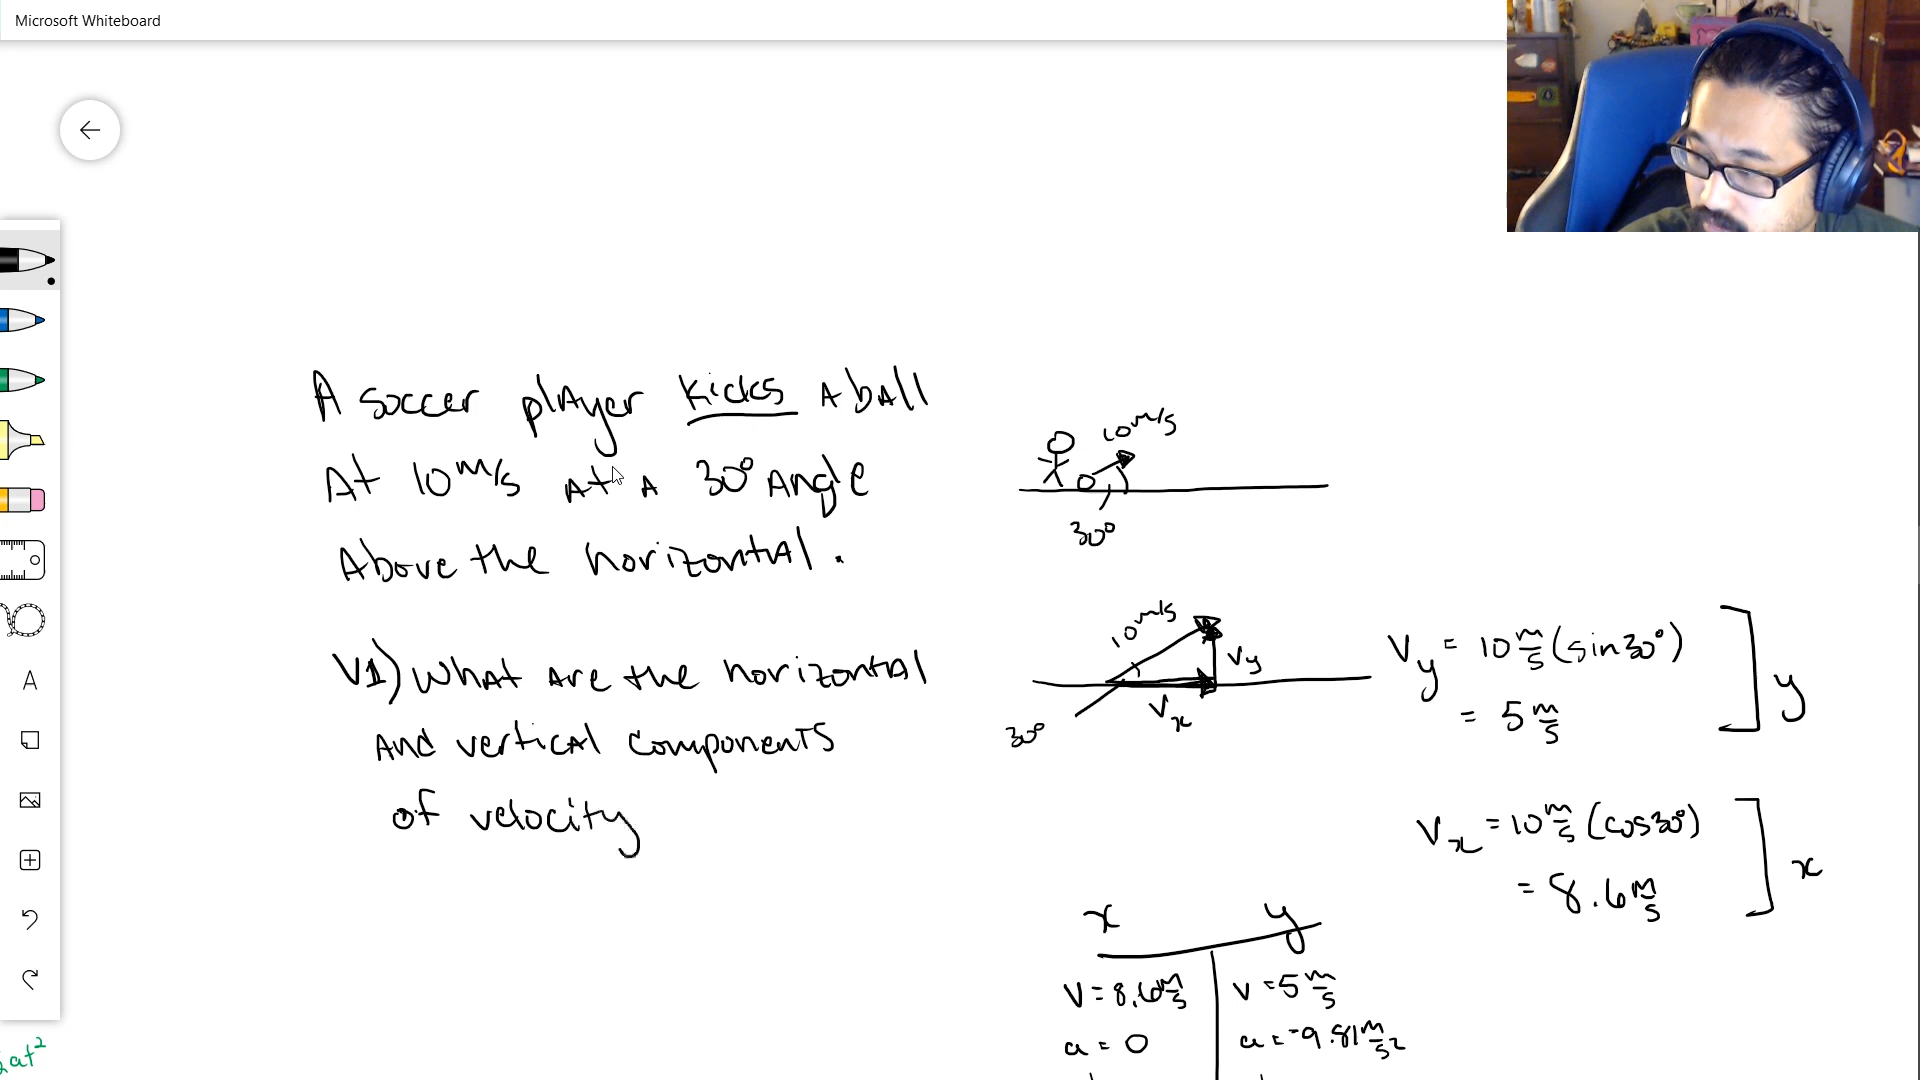 Microsoft Whiteboard
A soccer player kicks A ball
At 10 m/s at A 30° Angle
Above the horizontal.
V1) What Are the horizontal
And vertical components
of velocity
10 m/s
30°
10 m/s
Vy
Vx
30°
Vy = 10 m/s (sin 30°)
= 5 m/s
y
Vx = 10 m/s (cos 30°)
= 8.6 m/s
x
x y
V = 8.6 m/s V = 5 m/s
a = 0 a = -9.81 m/s2
A
at²